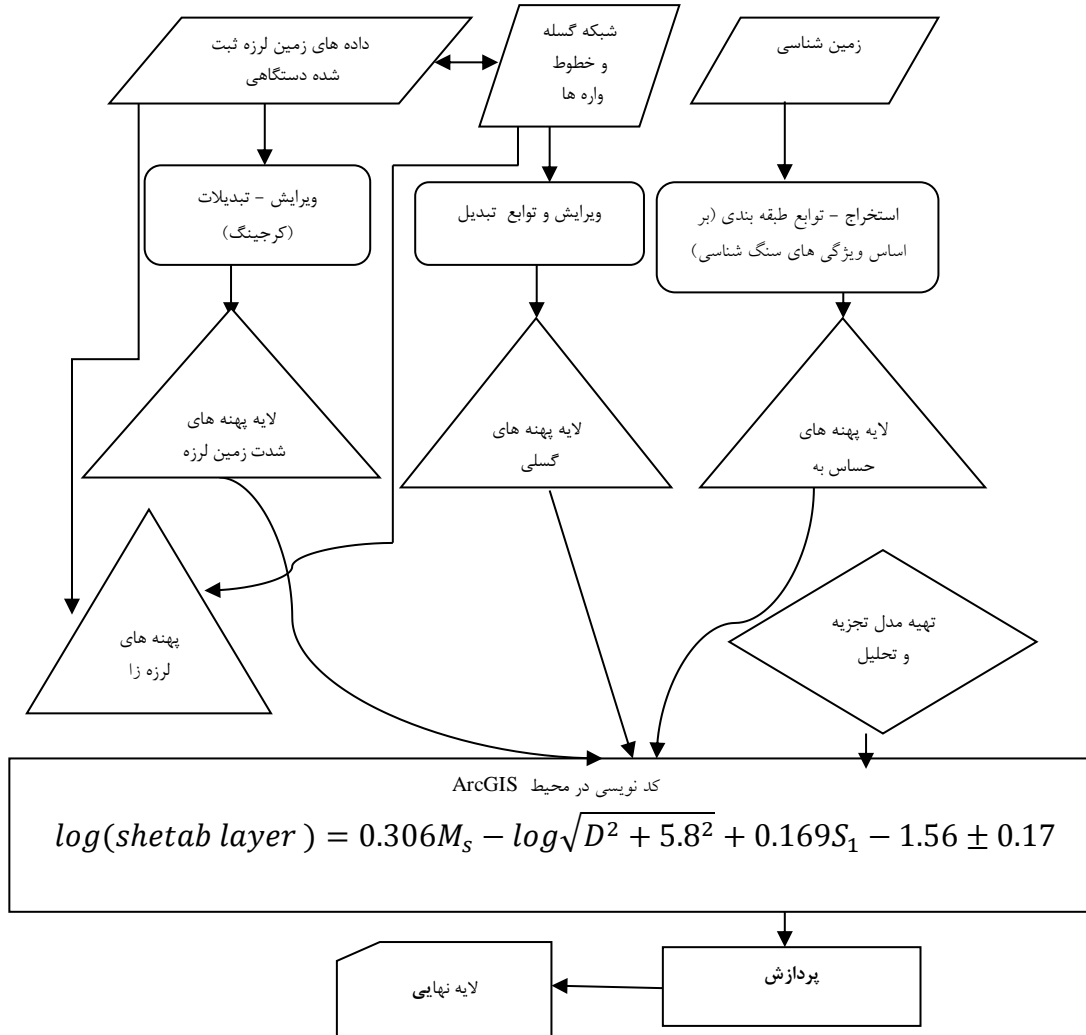 داده های زمین لرزه ثبت
شده دستگاهی
شبکه گسله
و خطوط
واره ها
زمین شناسی
ویرایش – تبدیلات
(کرجینگ)
ویرایش و توابع تبدیل
استخراج – توابع طبقه بندی (بر
اساس ویژگی های سنگ شناسی)
لایه پهنه های
شدت زمین لرزه
لایه پهنه های
گسلی
لایه پهنه های
حساس به
پهنه های
لرزه زا
تهیه مدل تجزیه
و تحلیل
کد نویسی در محیط ArcGIS
log(shetab layer ) = 0.306M_s − log√(D² + 5.8²) + 0.169S₁ − 1.56 ± 0.17
پردازش
لایه نهایی